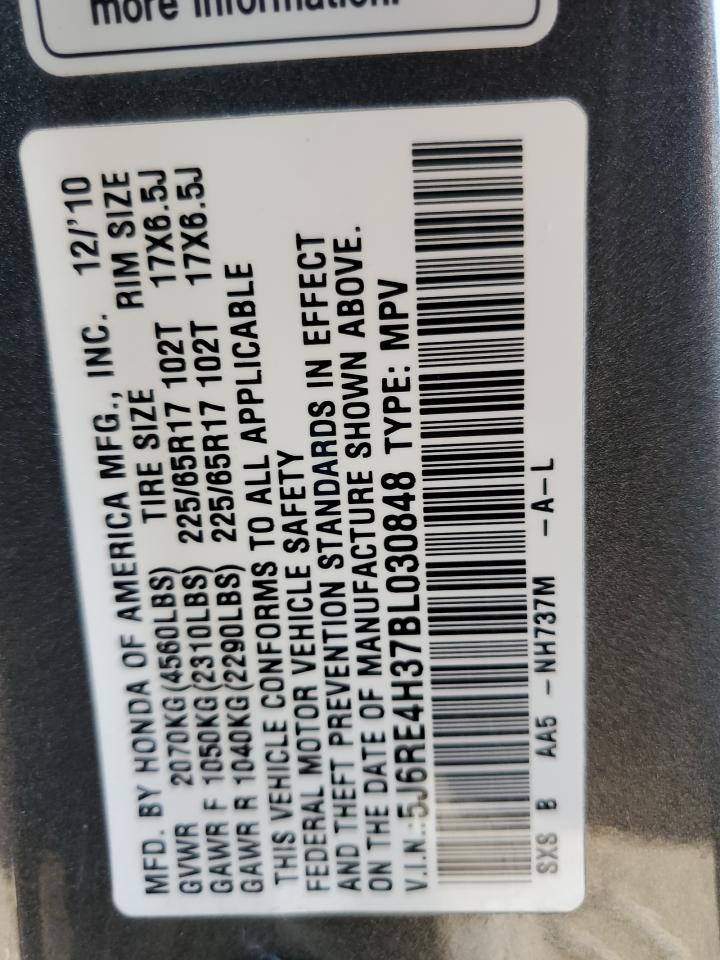 more information.
MFD. BY HONDA OF AMERICA MFG., INC. 12/'10
TIRE SIZE RIM SIZE
GVWR 2070KG(4560LBS)
GAWR F 1050KG(2310LBS) 225/65R17 102T 17X6.5J
GAWR R 1040KG(2290LBS) 225/65R17 102T 17X6.5J
THIS VEHICLE CONFORMS TO ALL APPLICABLE
FEDERAL MOTOR VEHICLE SAFETY
AND THEFT PREVENTION STANDARDS IN EFFECT
ON THE DATE OF MANUFACTURE SHOWN ABOVE.
V.I.N.:5J6RE4H37BL030848 TYPE: MPV
SXS B AA5 -NH737M -A-L